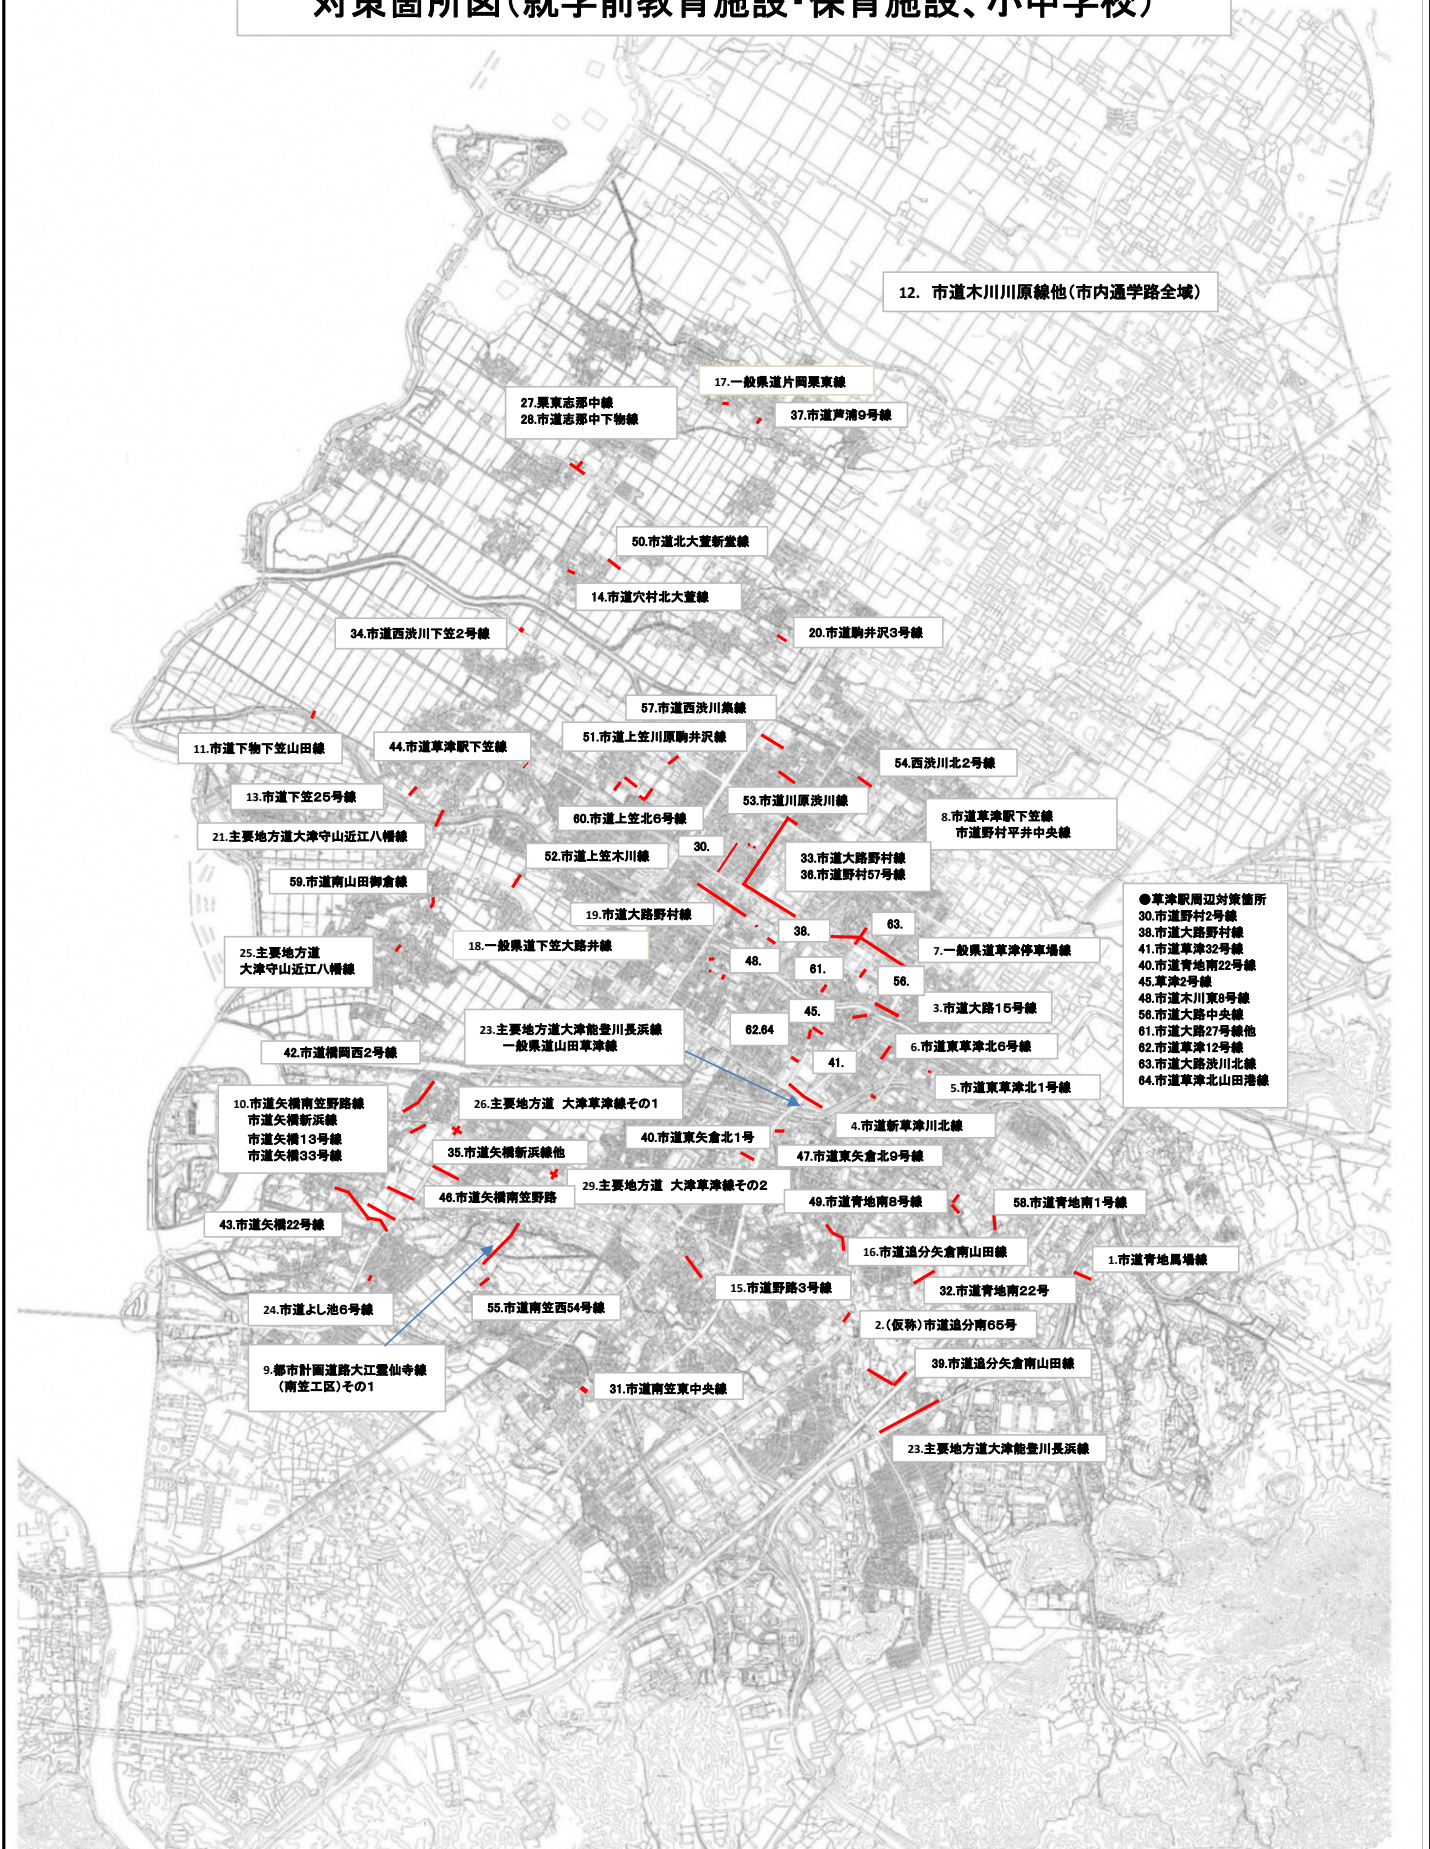 対策箇所図（就学前教育施設・保育施設、小中学校）
12. 市道木川川原線他（市内通学路全域）
17.一般県道片岡栗東線
27.栗東志那中線
28.市道志那中下物線
37.市道芦浦9号線
50.市道北大萱新堂線
14.市道穴村北大萱線
34.市道西渋川下笠2号線
20.市道駒井沢3号線
57.市道西渋川集線
11.市道下物下笠山田線
44.市道草津駅下笠線
51.市道上笠川原駒井沢線
54.西渋川北2号線
13.市道下笠25号線
53.市道川原渋川線
60.市道上笠北6号線
8.市道草津駅下笠線
市道野村平井中央線
21.主要地方道大津守山近江八幡線
30.
52.市道上笠木川線
33.市道大路野村線
36.市道野村57号線
59.市道南山田御倉線
19.市道大路野村線
●草津駅周辺対策箇所
30.市道野村2号線
38.市道大路野村線
41.市道草津32号線
40.市道青地南22号線
45.草津2号線
48.市道木川東8号線
56.市道大路中央線
61.市道大路27号線他
62.市道草津12号線
63.市道大路渋川北線
64.市道草津北山田港線
38.
63.
18.一般県道下笠大路井線
7.一般県道草津停車場線
25.主要地方道
大津守山近江八幡線
48.
61.
56.
3.市道大路15号線
45.
62.64
23.主要地方道大津能登川長浜線
一般県道山田草津線
42.市道橋岡西2号線
6.市道東草津北6号線
41.
5.市道東草津北1号線
10.市道矢橋南笠野路線
市道矢橋新浜線
市道矢橋13号線
市道矢橋33号線
26.主要地方道 大津草津線その1
4.市道新草津川北線
40.市道東矢倉北1号
35.市道矢橋新浜線他
47.市道東矢倉北9号線
29.主要地方道 大津草津線その2
46.市道矢橋南笠野路
49.市道青地南8号線
58.市道青地南1号線
43.市道矢橋22号線
16.市道追分矢倉南山田線
1.市道青地馬場線
15.市道野路3号線
32.市道青地南22号
24.市道よし池6号線
55.市道南笠西54号線
2.（仮称）市道追分南65号
9.都市計画道路大江霊仙寺線
（南笠工区）その1
39.市道追分矢倉南山田線
31.市道南笠東中央線
23.主要地方道大津能登川長浜線